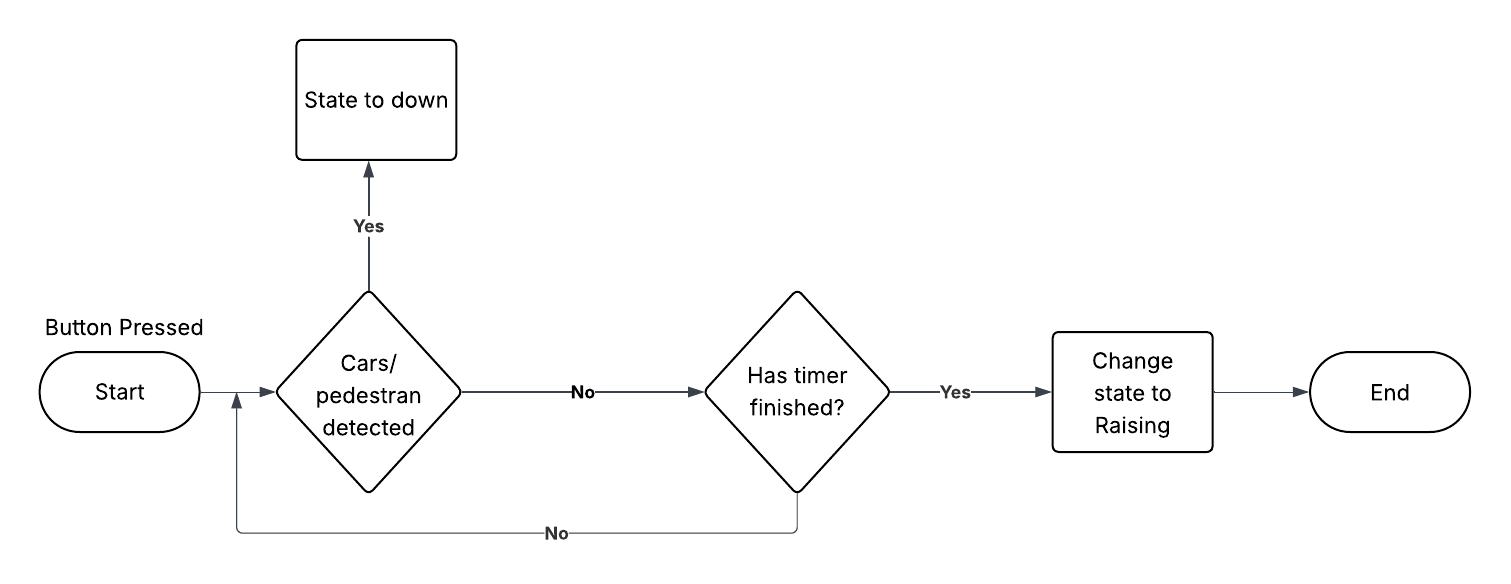 State to down
Yes
Button Pressed
Start
Cars/
pedestran
detected
No
Has timer
finished?
Yes
Change
state to
Raising
End
No